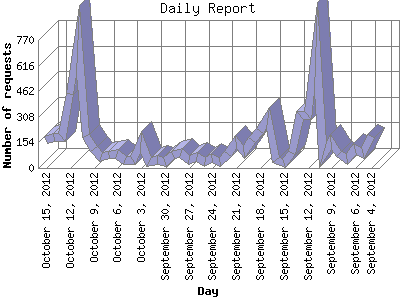 Daily Report
Number of requests
770
616
462
308
154
0
October 15, 2012
October 12, 2012
October 9, 2012
October 6, 2012
October 3, 2012
September 30, 2012
September 27, 2012
September 24, 2012
September 21, 2012
September 18, 2012
September 15, 2012
September 12, 2012
September 9, 2012
September 6, 2012
September 4, 2012
Day